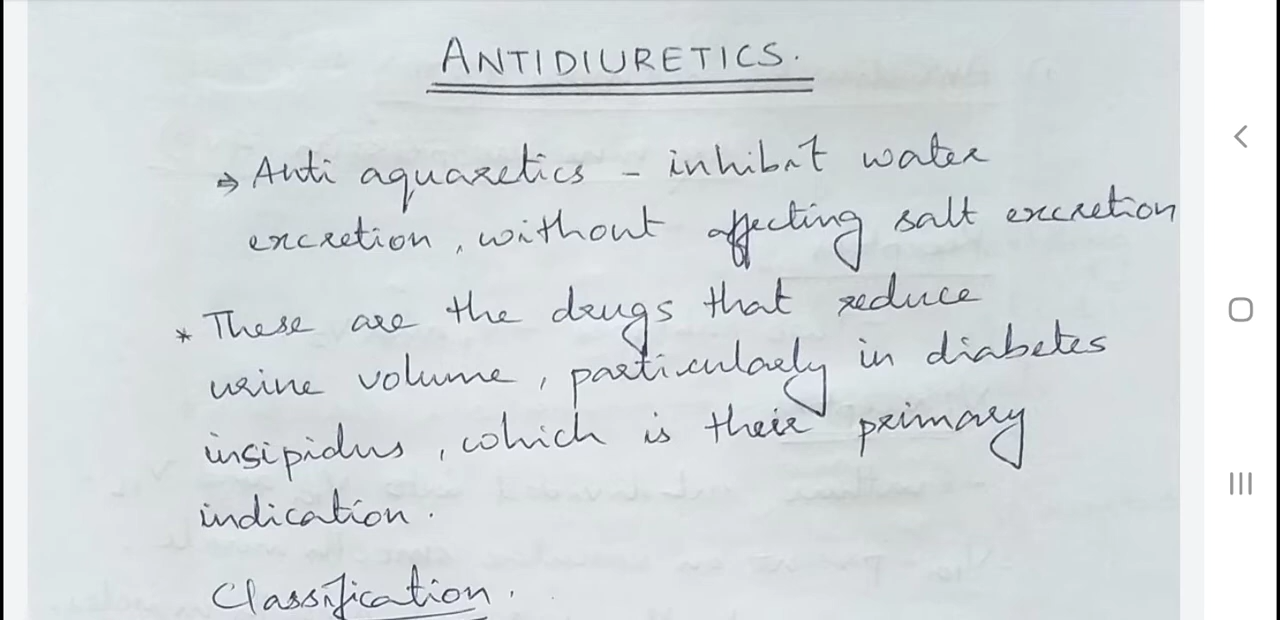 ANTIDIURETICS.
⇒ Anti aquaretics - inhibit water
excretion, without affecting salt excretion
* These are the drugs that reduce
urine volume, particularly in diabetes
insipidus, which is their primary
indication.
Classification.